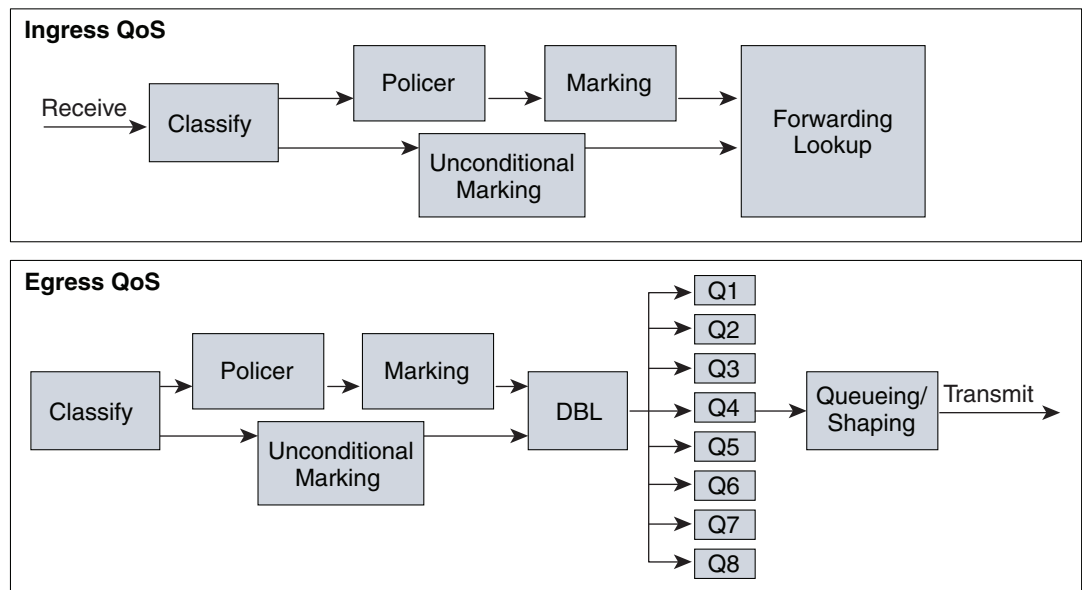 Ingress QoS
Receive
Classify
Policer
Marking
Unconditional
Marking
Forwarding
Lookup
Egress QoS
Classify
Policer
Marking
Unconditional
Marking
DBL
Q1
Q2
Q3
Q4
Q5
Q6
Q7
Q8
Queueing/
Shaping
Transmit